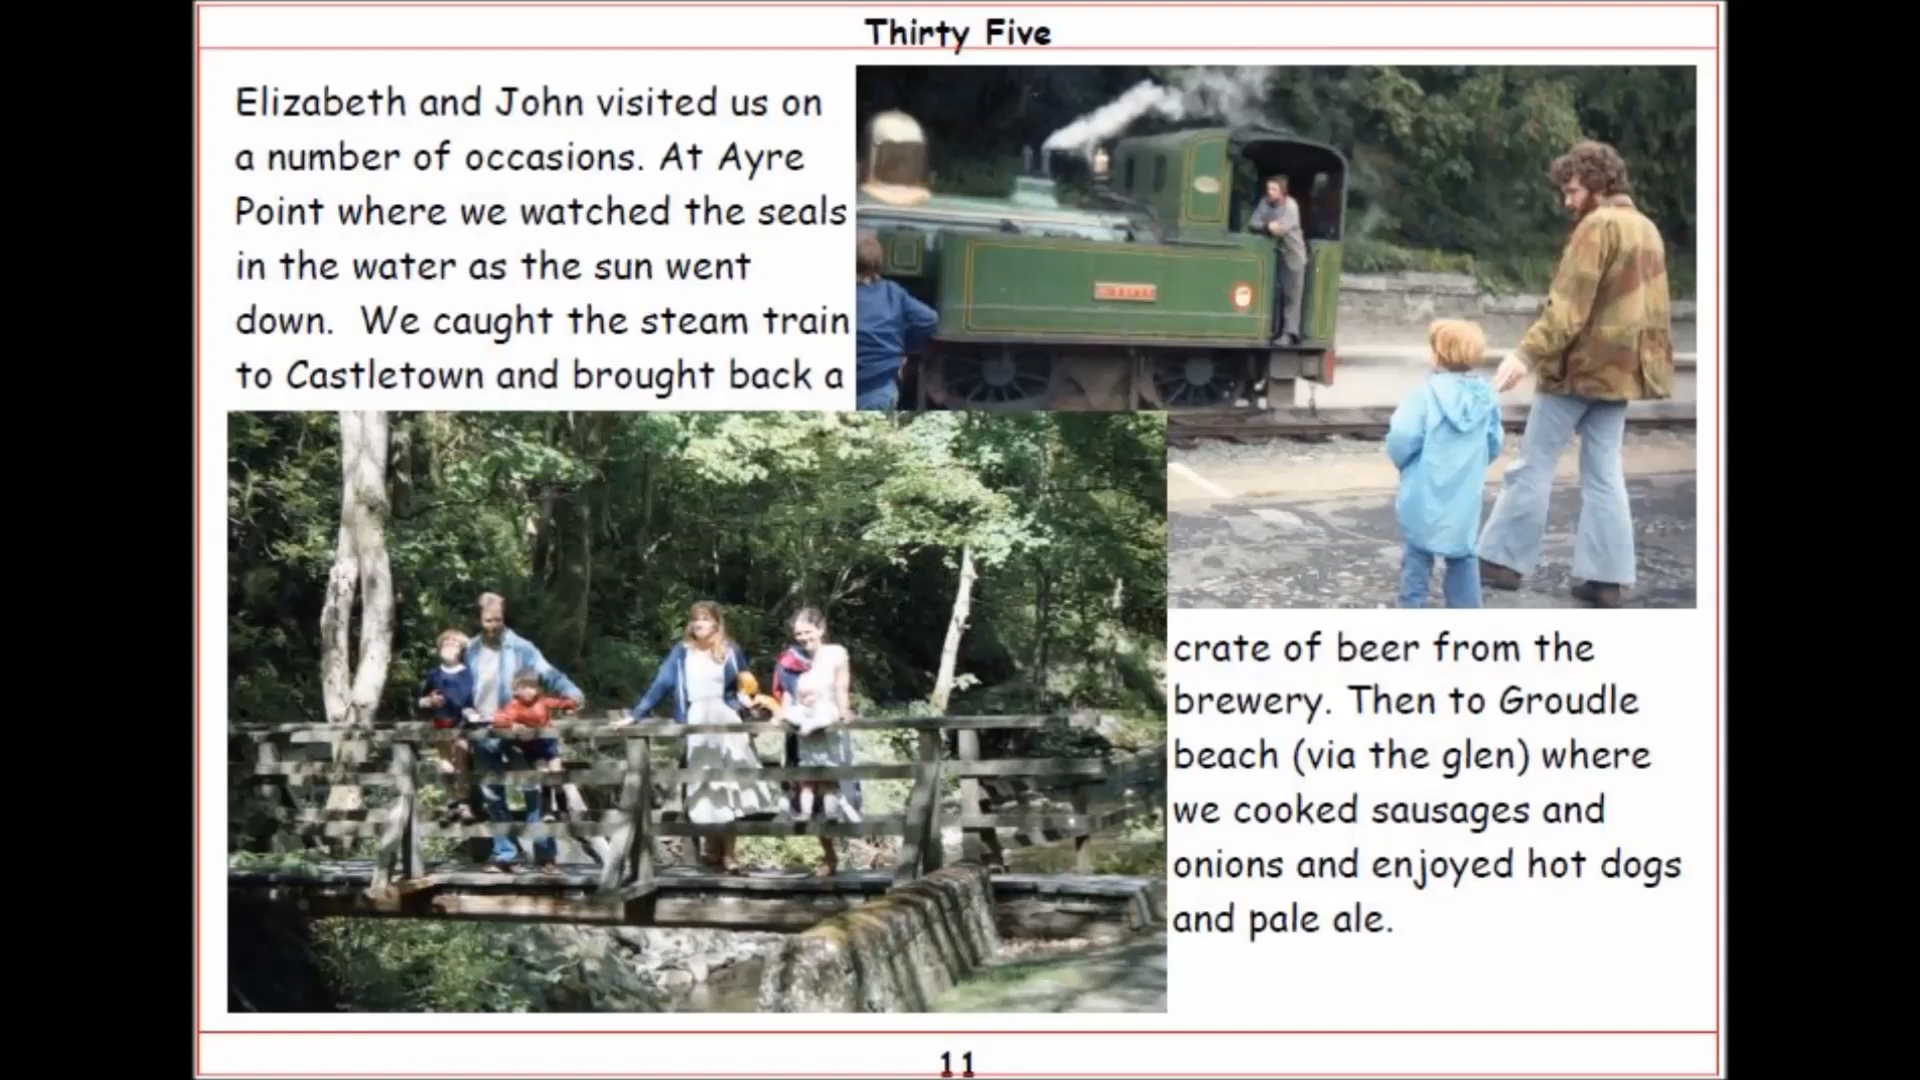 Thirty Five
Elizabeth and John visited us on
a number of occasions. At Ayre
Point where we watched the seals
in the water as the sun went
down.  We caught the steam train
to Castletown and brought back a
crate of beer from the
brewery. Then to Groudle
beach (via the glen) where
we cooked sausages and
onions and enjoyed hot dogs
and pale ale.
11